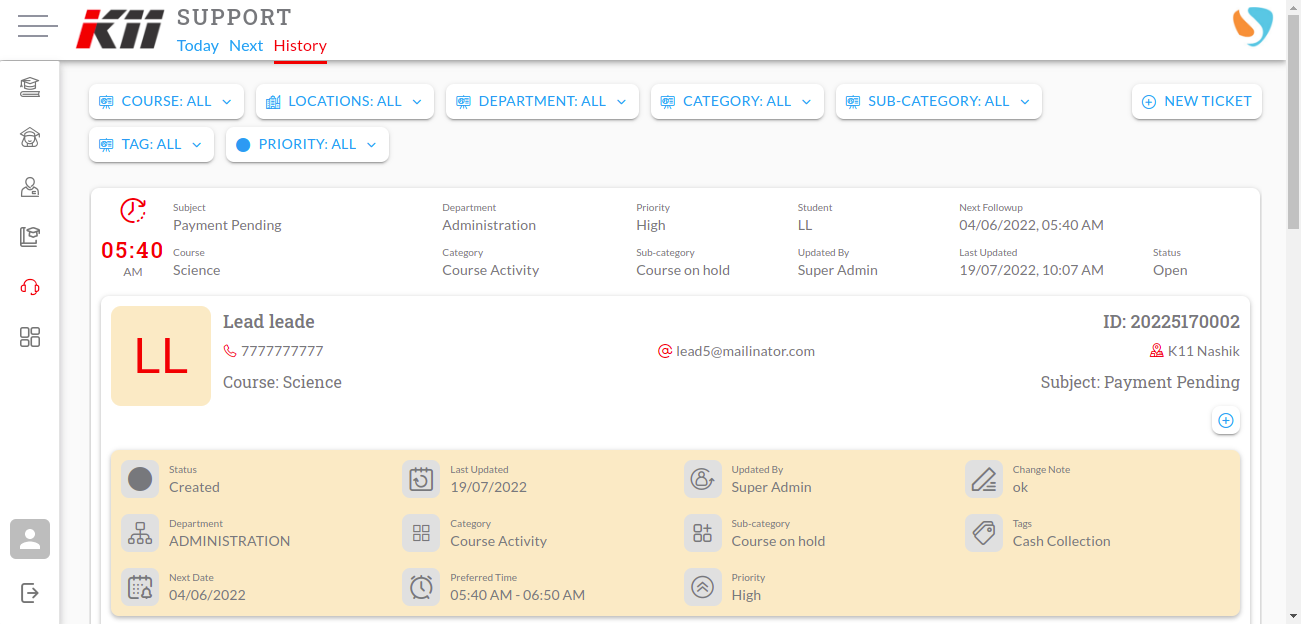 K11 SUPPORT
Today Next History
COURSE: ALL LOCATIONS: ALL DEPARTMENT: ALL CATEGORY: ALL SUB-CATEGORY: ALL NEW TICKET
TAG: ALL PRIORITY: ALL
Subject Department Priority Student Next Followup
Payment Pending Administration High LL 04/06/2022, 05:40 AM
05:40
AM
Course Category Sub-category Updated By Last Updated Status
Science Course Activity Course on hold Super Admin 19/07/2022, 10:07 AM Open
LL
Lead leade ID: 20225170002
7777777777 lead5@mailinator.com K11 Nashik
Course: Science Subject: Payment Pending
Status Last Updated Updated By Change Note
Created 19/07/2022 Super Admin ok
Department Category Sub-category Tags
ADMINISTRATION Course Activity Course on hold Cash Collection
Next Date Preferred Time Priority
04/06/2022 05:40 AM - 06:50 AM High